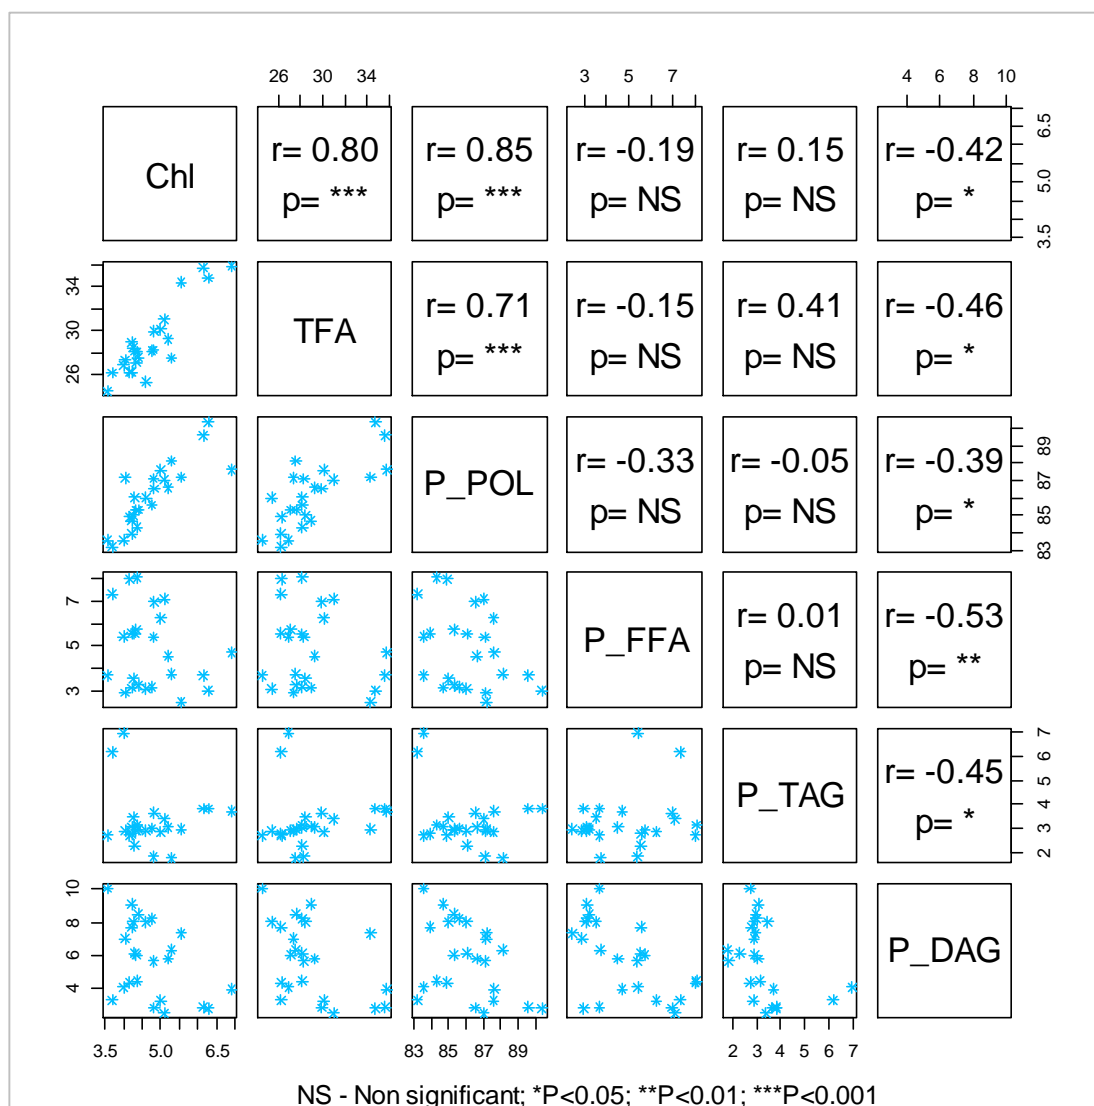 26 30 34 3 5 7 4 6 8 10
Chl r= 0.80 r= 0.85 r= -0.19 r= 0.15 r= -0.42
p= *** p= *** p= NS p= NS p= *
3.5 5.0 6.5
26 30 34
TFA r= 0.71 r= -0.15 r= 0.41 r= -0.46
p= *** p= NS p= NS p= *
P_POL r= -0.33 r= -0.05 r= -0.39
p= NS p= NS p= *
83 85 87 89
3 5 7
P_FFA r= 0.01 r= -0.53
p= NS p= **
P_TAG r= -0.45
p= *
2 3 4 5 6 7
4 6 8 10
P_DAG
3.5 5.0 6.5 83 85 87 89 2 3 4 5 6 7
NS - Non significant; *P<0.05; **P<0.01; ***P<0.001